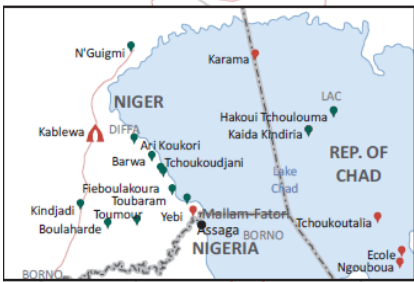 N'Guigmi
Karama
LAC
NIGER
Hakoui Tchoulouma
Kablewa
DIFFA
Kaida Kindiria
Ari Koukori
REP. OF
CHAD
Barwa
Tchoukoudjani
Lake
Chad
Fieboulakoura
Toubaram
Kindjadi
Toumour
Yebi
Mallam-Fatori
Tchoukoutalia
Boulaharde
Assaga
BORNO
NIGERIA
Ecole
Ngouboua
BORNO